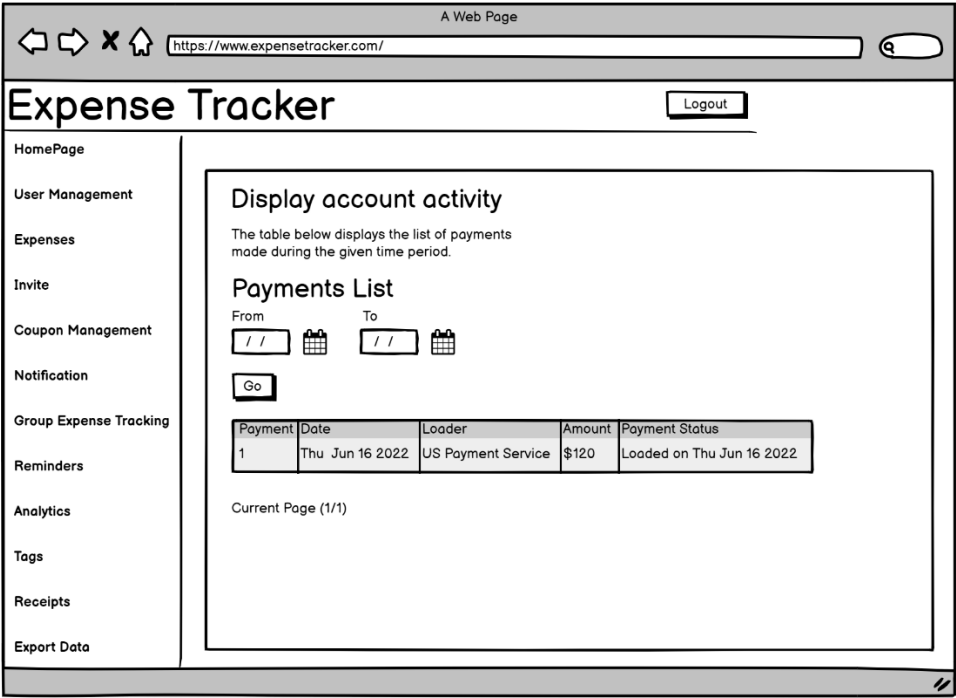 A Web Page
https://www.expensetracker.com/
Expense Tracker
Logout
HomePage
User Management
Expenses
Invite
Coupon Management
Notification
Group Expense Tracking
Reminders
Analytics
Tags
Receipts
Export Data
Display account activity
The table below displays the list of payments
made during the given time period.
Payments List
From To
/ / / /
Go
Payment Date Loader Amount Payment Status
1 Thu Jun 16 2022 US Payment Service $120 Loaded on Thu Jun 16 2022
Current Page (1/1)